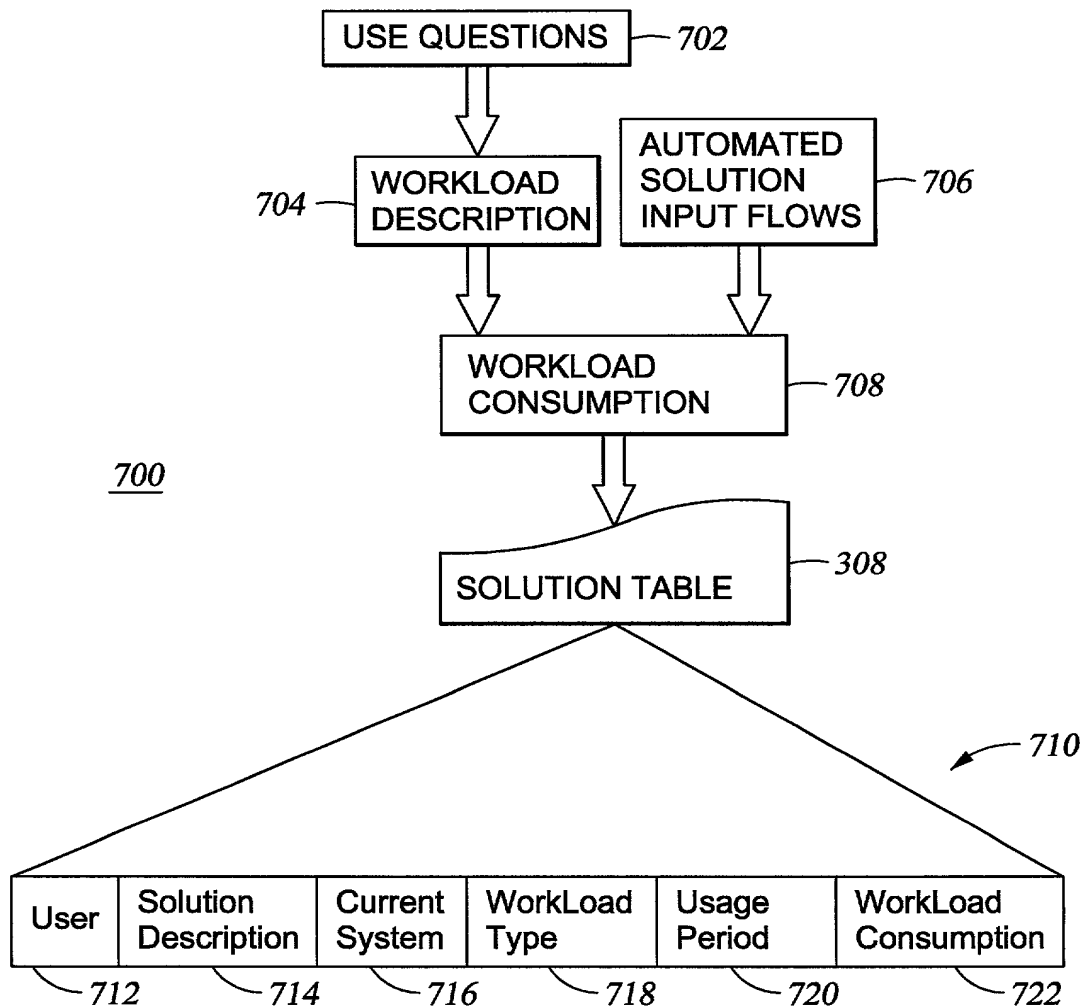 USE QUESTIONS
702
WORKLOAD
DESCRIPTION
704
AUTOMATED
SOLUTION
INPUT FLOWS
706
WORKLOAD
CONSUMPTION
708
700
SOLUTION TABLE
308
710
User
Solution
Description
Current
System
WorkLoad
Type
Usage
Period
WorkLoad
Consumption
712
714
716
718
720
722